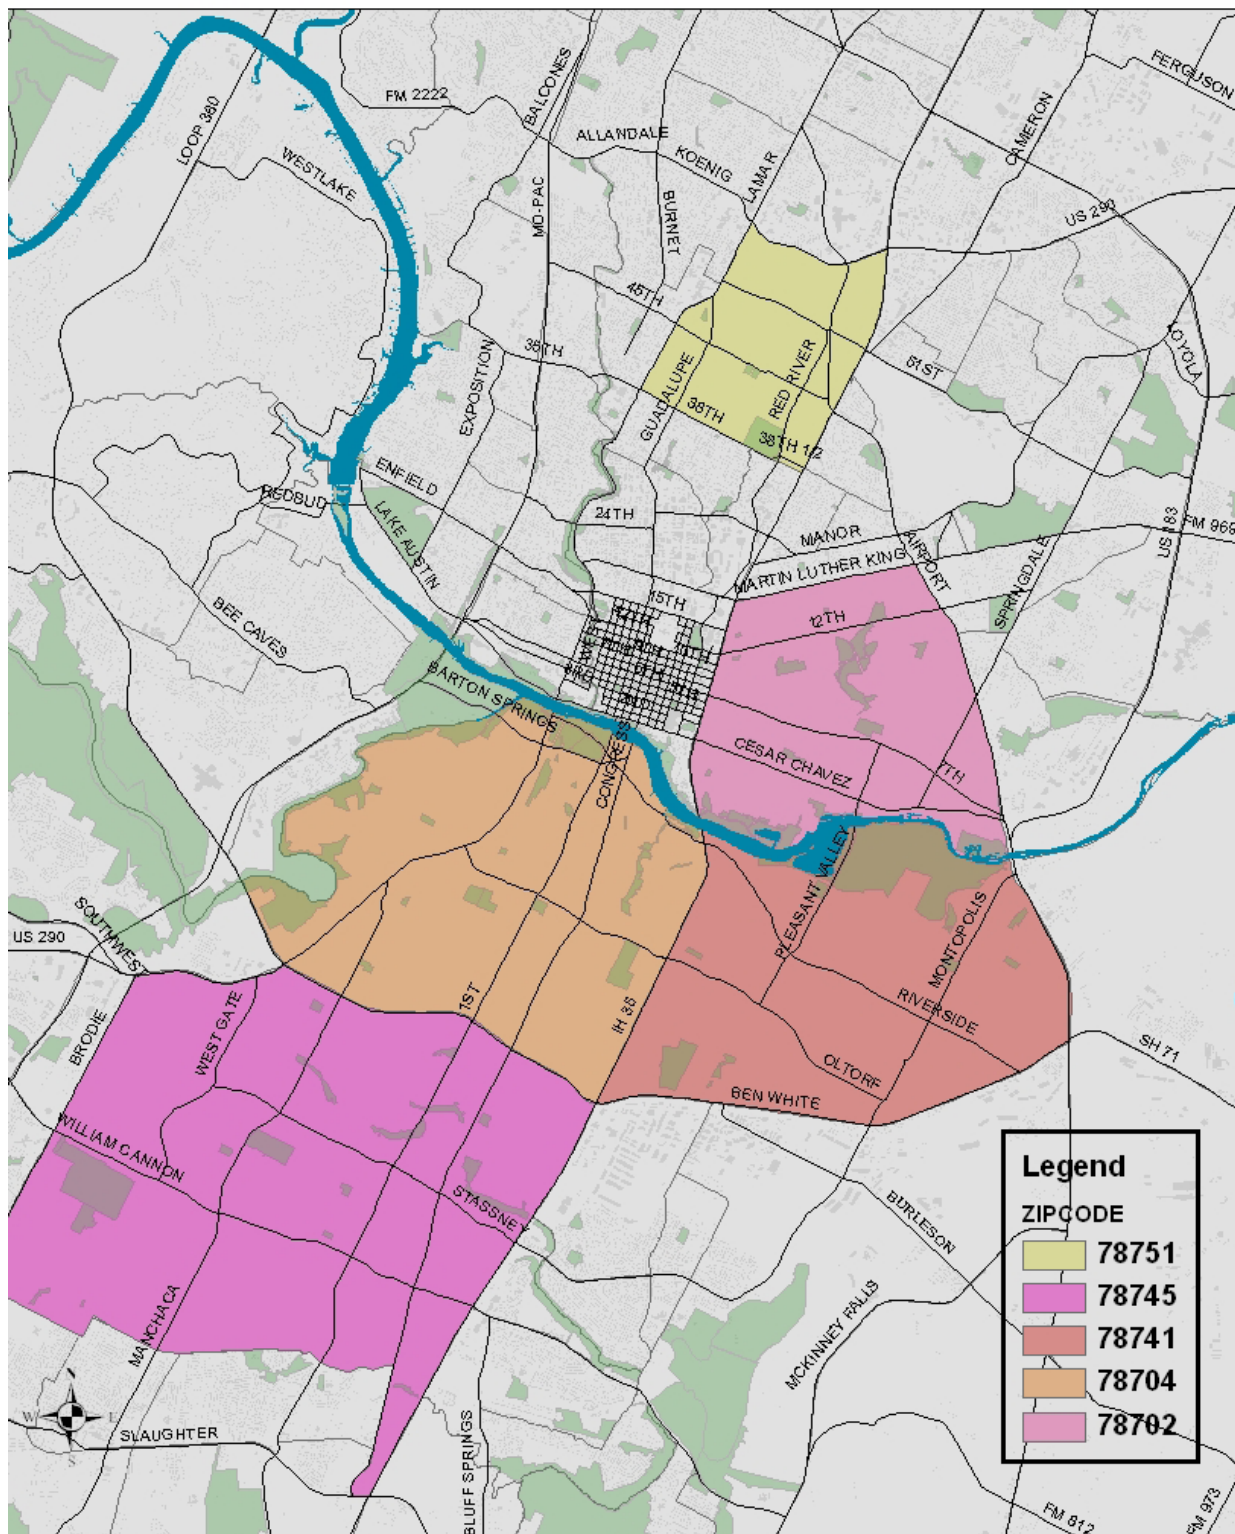 FERGUSON
FM 2222
BALCONES
LOOP 360
CAMERON
ALLANDALE
KOENIG
WESTLAKE
LAMAR
MO-PAC
BURNET
US 290
45TH
35TH
51ST
LOYOLA
EXPOSITION
GUADALUPE
RED RIVER
38TH
38TH 1/2
ENFIELD
REDBUD
LAKE AUSTIN
24TH
MANOR
AIRPORT
FM 969
US 183
MARTIN LUTHER KING
SPRINGDALE
15TH
12TH
12TH
BEE CAVES
BARTON SPRINGS
CONGRESS
CESAR CHAVEZ
7TH
PLEASANT VALLEY
SOUTHWEST
US 290
MONTOPOLIS
1ST
IH 35
RIVERSIDE
BRODIE
WEST GATE
OLTORF
SH 71
BEN WHITE
WILLIAM CANNON
STASSNEY
BURLESON
MANCHACA
MCKINNEY FALLS
SLAUGHTER
BLUFF SPRINGS
FM 812
FM 973
N
W
E
S
Legend
ZIPCODE
78751
78745
78741
78704
78702